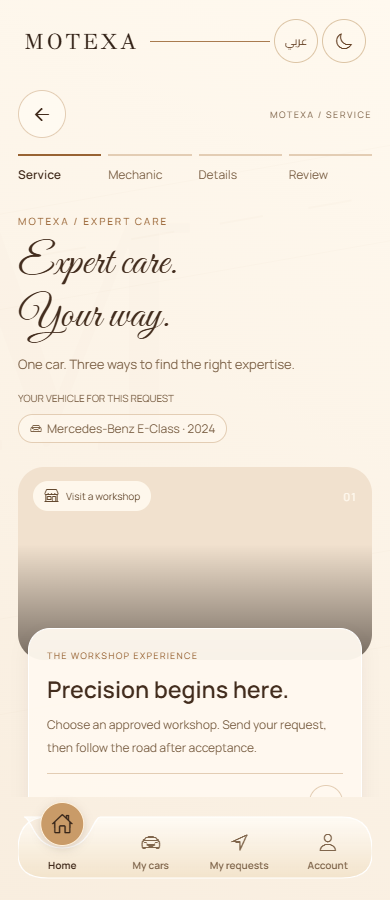 MOTEXA
عربي
MOTEXA / SERVICE
Service
Mechanic
Details
Review
MOTEXA / EXPERT CARE
Expert care.
Your way.
One car. Three ways to find the right expertise.
YOUR VEHICLE FOR THIS REQUEST
Mercedes-Benz E-Class · 2024
Visit a workshop
01
THE WORKSHOP EXPERIENCE
Precision begins here.
Choose an approved workshop. Send your request,
then follow the road after acceptance.
Home
My cars
My requests
Account